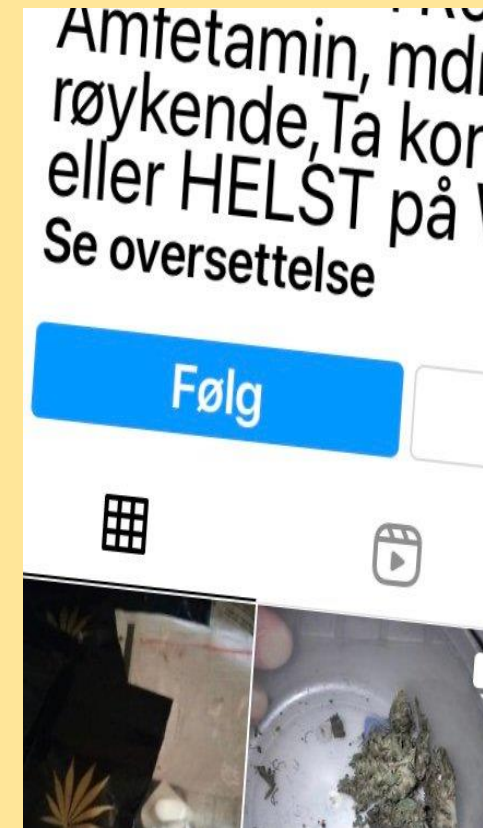 Amfetamin,
røykende,Ta
eller HELST på
Se oversettelse
Følg